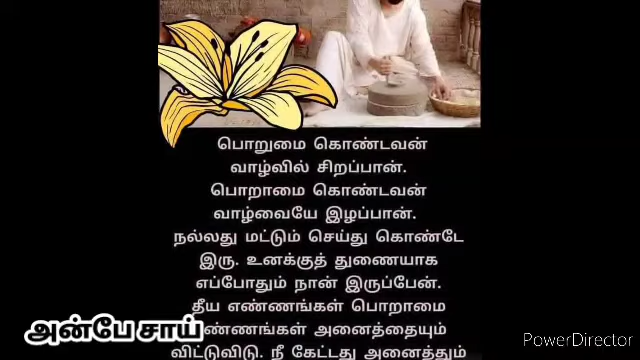 பொறுமை கொண்டவன்
வாழ்வில் சிறப்பான்.
பொறாமை கொண்டவன்
வாழ்வையே இழப்பான்.
நல்லது மட்டும் செய்து கொண்டே
இரு. உனக்குத் துணையாக
எப்போதும் நான் இருப்பேன்.
தீய எண்ணங்கள் பொறாமை
அனைத்தையும்
விட்டுவிடு. நீ கேட்டது அனைத்தும்
அன்பே சாய்
PowerDirector